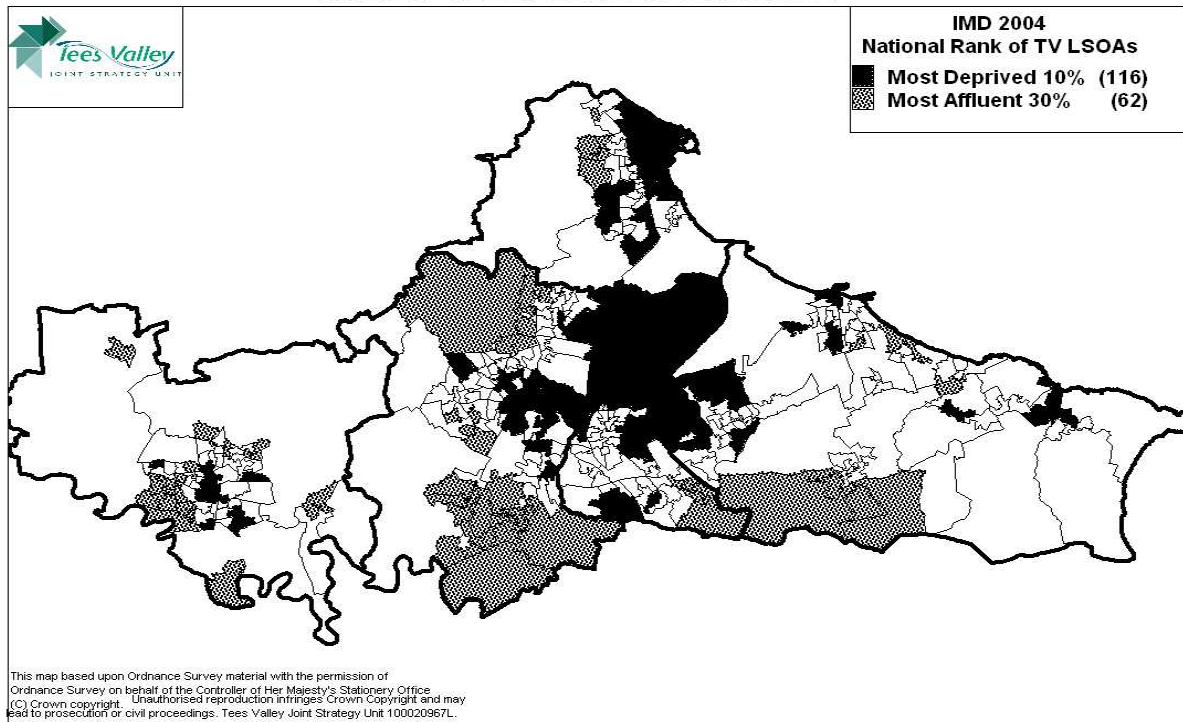 Tees Valley
JOINT STRATEGY UNIT
IMD 2004
National Rank of TV LSOAs
Most Deprived 10% (116)
Most Affluent 30% (62)
This map based upon Ordnance Survey material with the permission of
Ordnance Survey on behalf of the Controller of Her Majesty's Stationery Office
(C) Crown copyright. Unauthorised reproduction infringes Crown Copyright and may
lead to prosecution or civil proceedings. Tees Valley Joint Strategy Unit 100020967L.